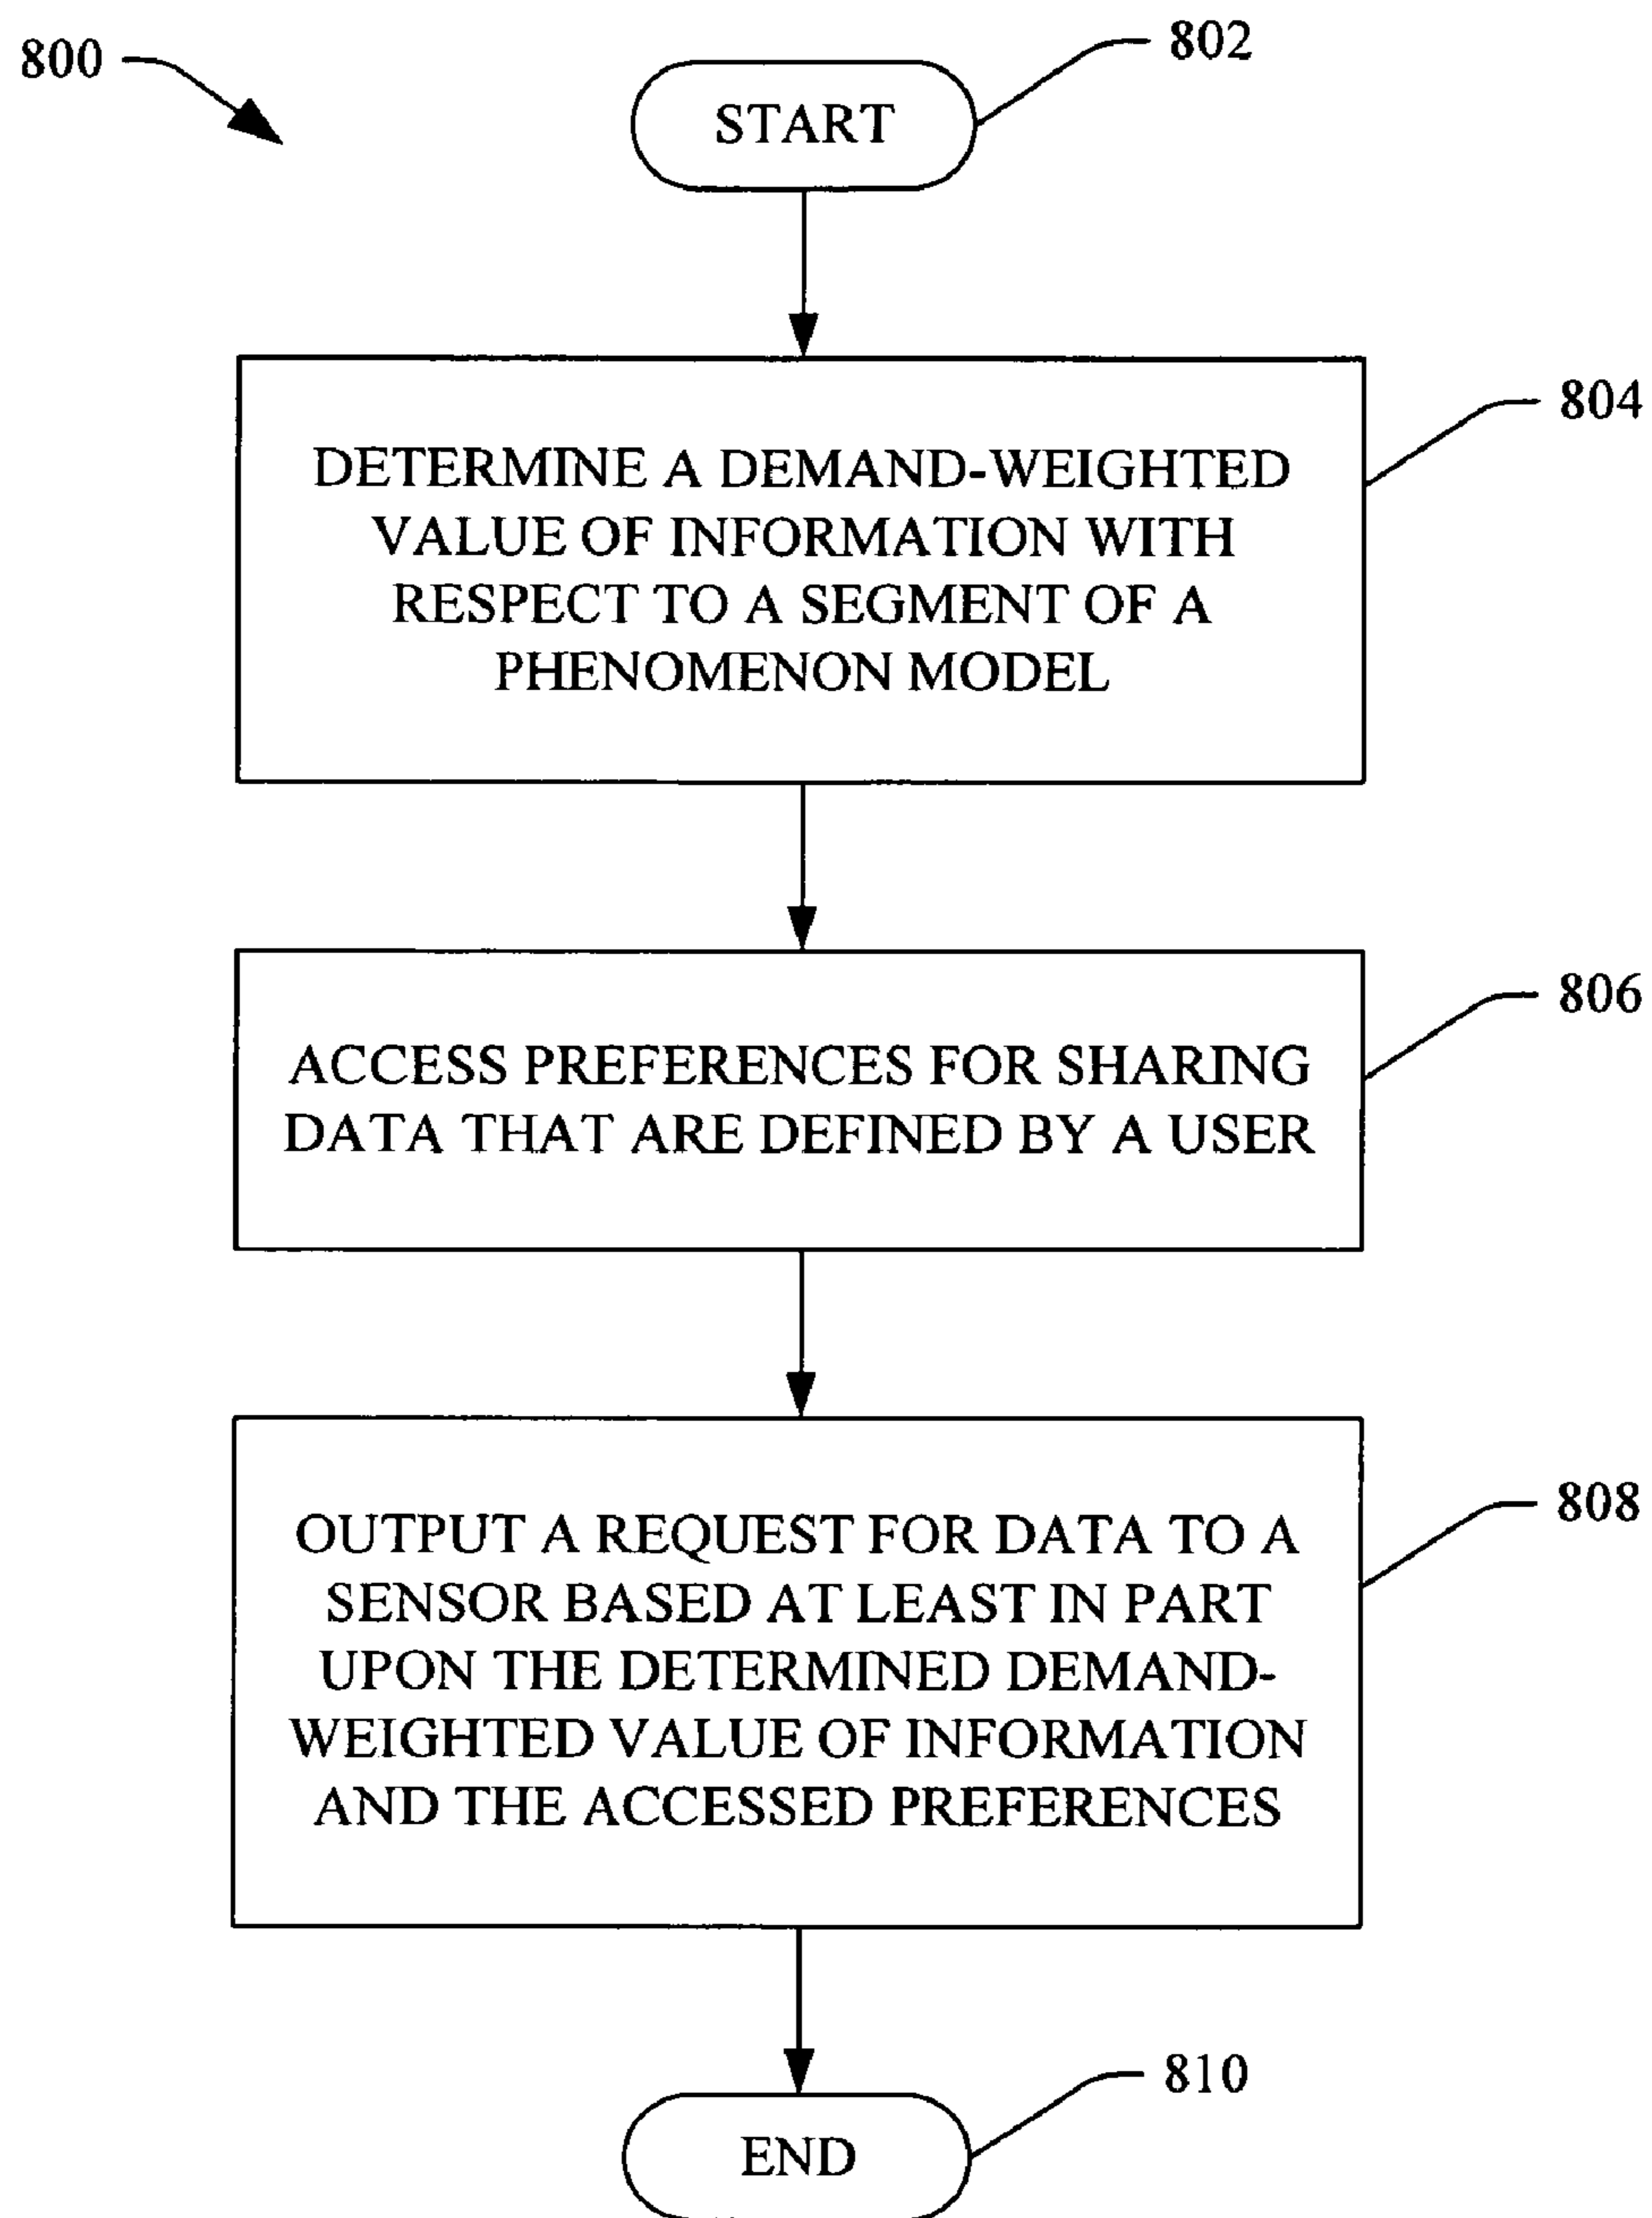 800
802
START
804
DETERMINE A DEMAND-WEIGHTED
VALUE OF INFORMATION WITH
RESPECT TO A SEGMENT OF A
PHENOMENON MODEL
806
ACCESS PREFERENCES FOR SHARING
DATA THAT ARE DEFINED BY A USER
808
OUTPUT A REQUEST FOR DATA TO A
SENSOR BASED AT LEAST IN PART
UPON THE DETERMINED DEMAND-
WEIGHTED VALUE OF INFORMATION
AND THE ACCESSED PREFERENCES
810
END